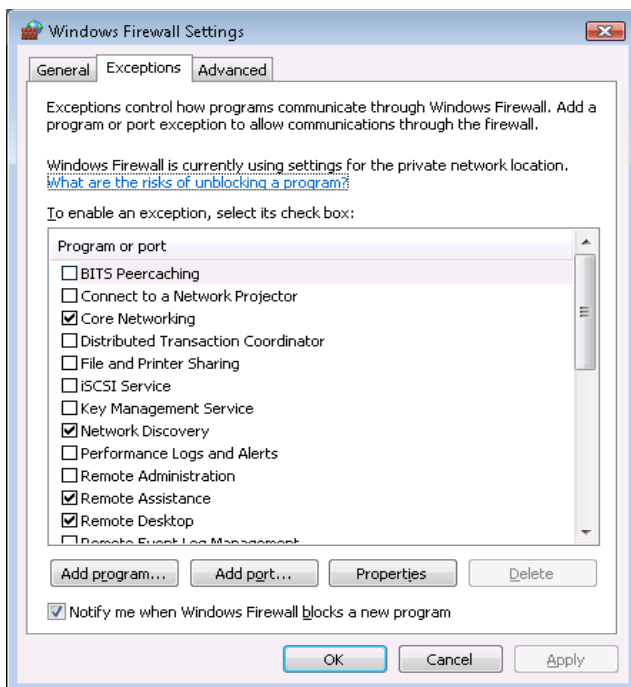 Windows Firewall Settings
General Exceptions Advanced
Exceptions control how programs communicate through Windows Firewall. Add a
program or port exception to allow communications through the firewall.
Windows Firewall is currently using settings for the private network location.
What are the risks of unblocking a program?
To enable an exception, select its check box:
Program or port
BITS Peercaching
Connect to a Network Projector
Core Networking
Distributed Transaction Coordinator
File and Printer Sharing
iSCSI Service
Key Management Service
Network Discovery
Performance Logs and Alerts
Remote Administration
Remote Assistance
Remote Desktop
Remote Event Log Management
Add program... Add port... Properties Delete
Notify me when Windows Firewall blocks a new program
OK Cancel Apply